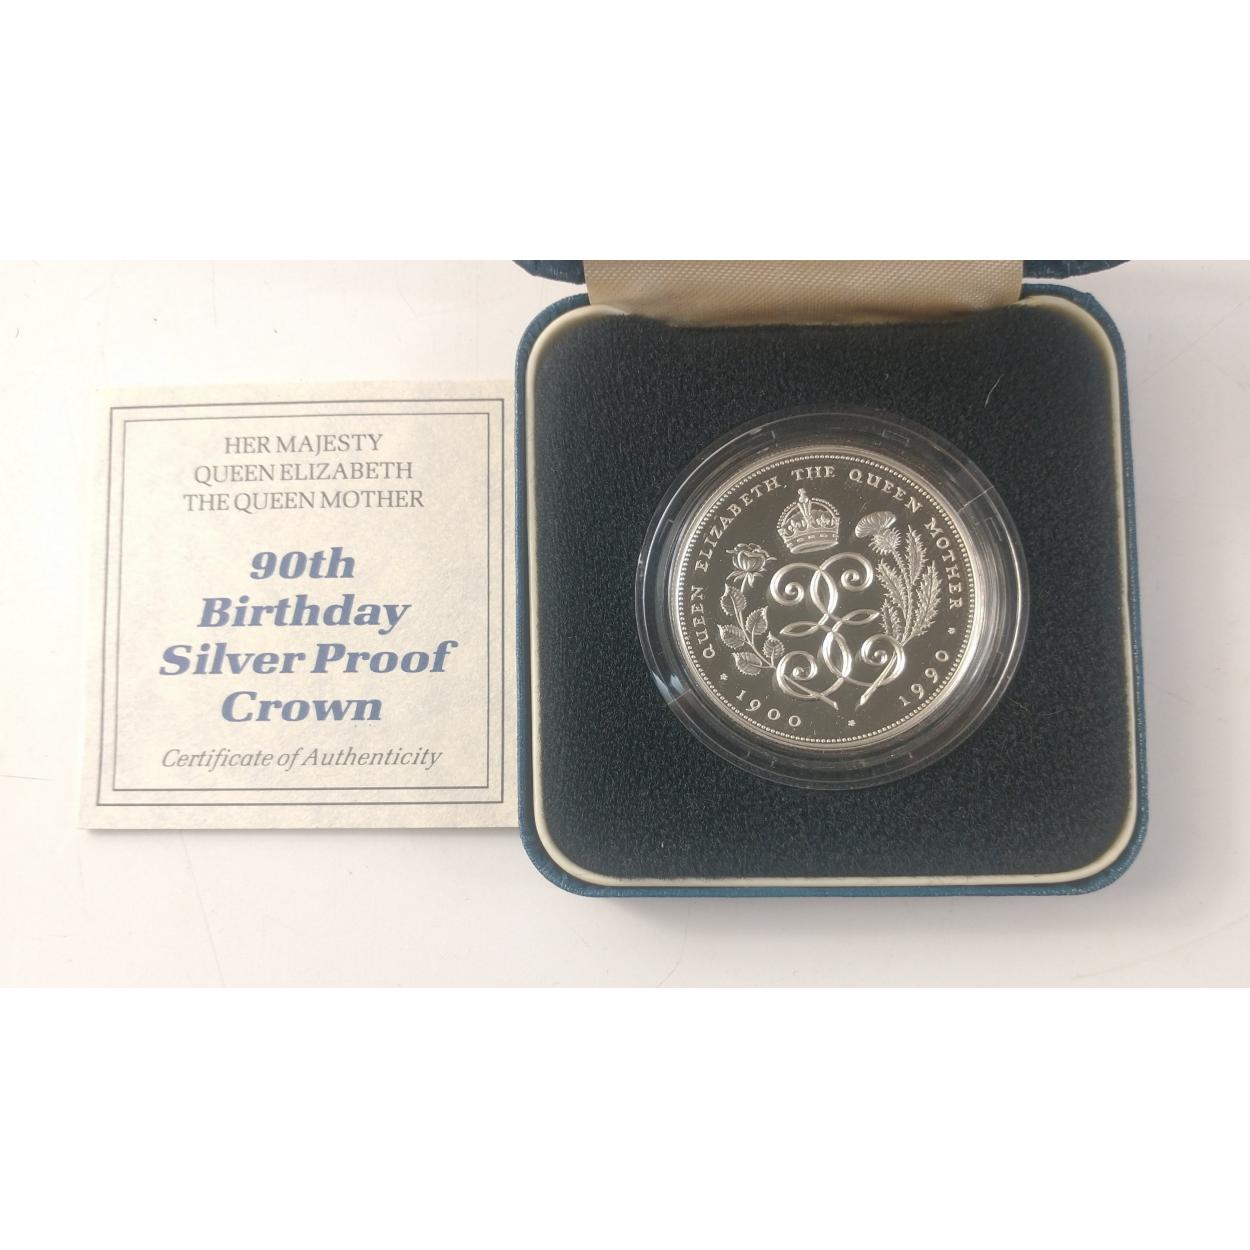 HER MAJESTY
QUEEN ELIZABETH
THE QUEEN MOTHER
90th
Birthday
Silver Proof
Crown
Certificate of Authenticity
QUEEN ELIZABETH THE QUEEN MOTHER
* 1900 * 1990 *